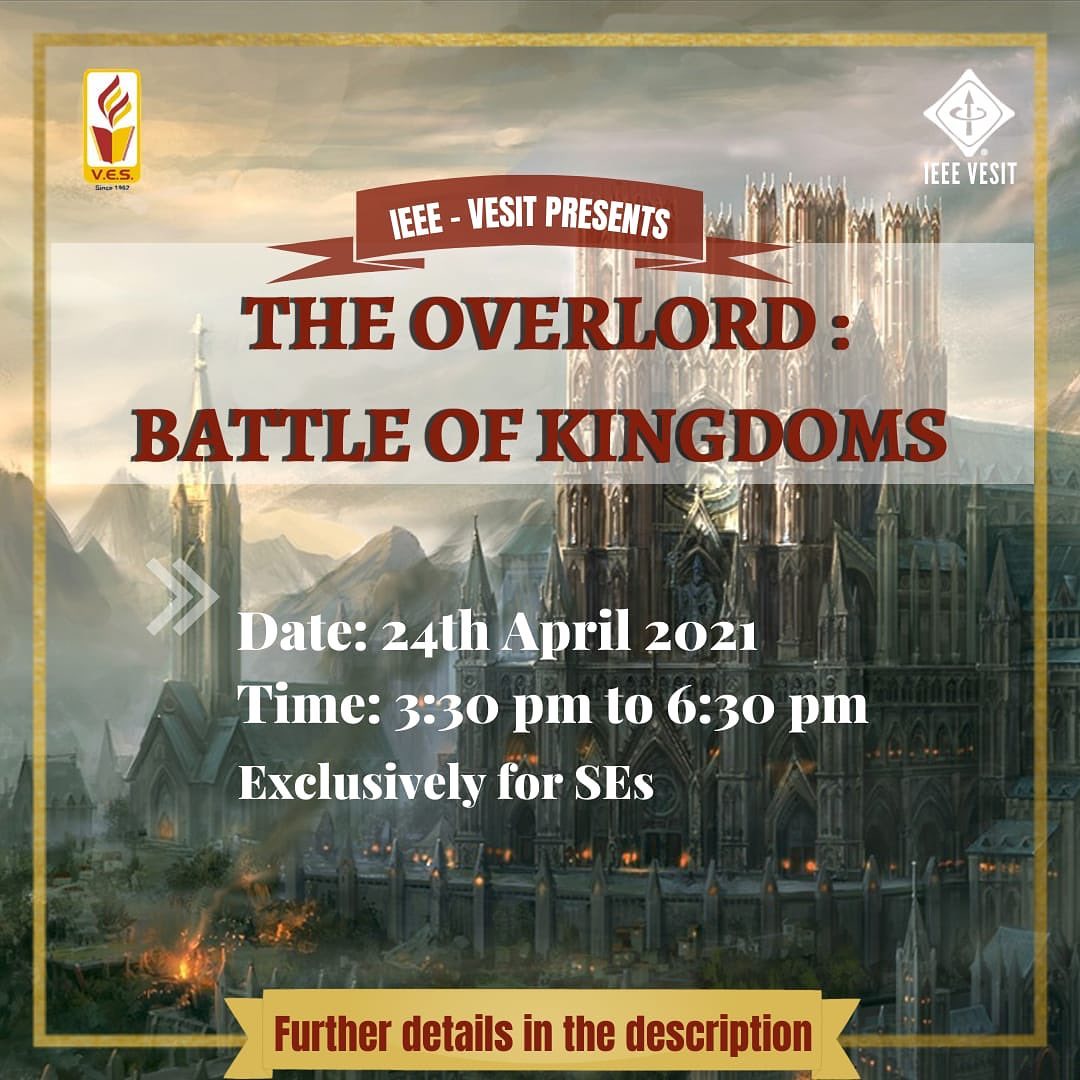 V.E.S.
Since 1962
IEEE VESIT
IEEE - VESIT PRESENTS
THE OVERLORD :
BATTLE OF KINGDOMS
Date: 24th April 2021
Time: 3:30 pm to 6:30 pm
Exclusively for SEs
Further details in the description